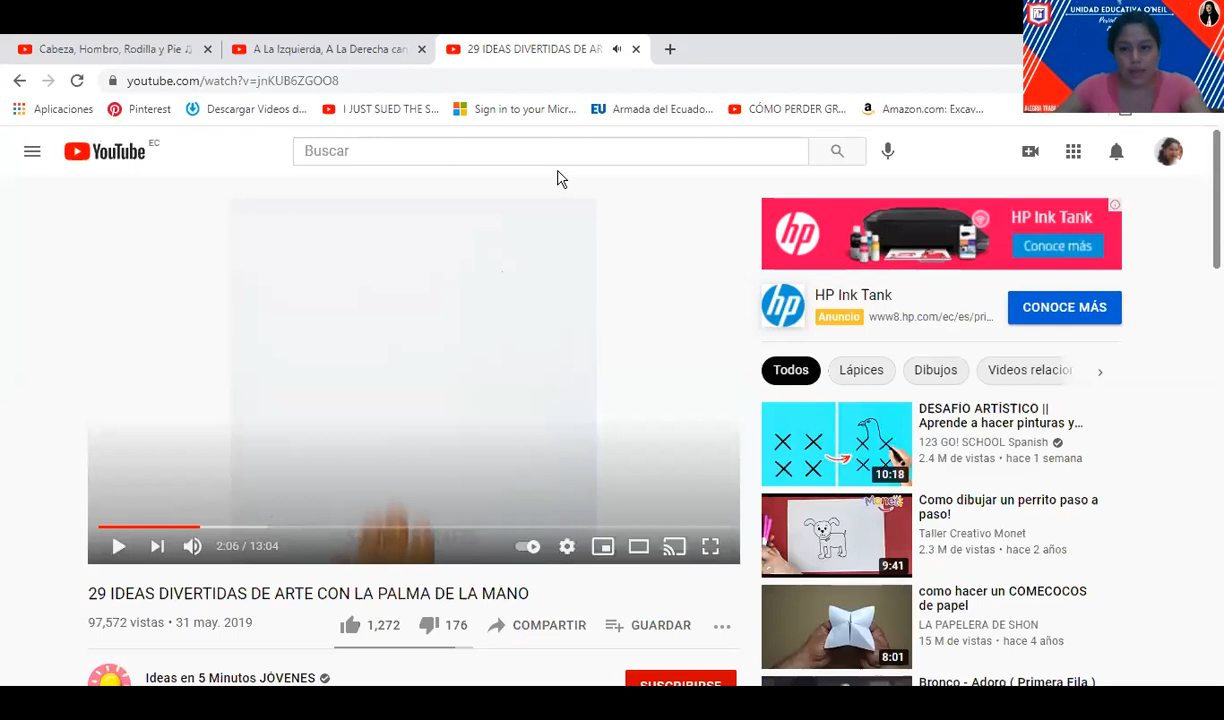 UNIDAD EDUCATIVA O'NEIL
Cabeza, Hombro, Rodilla y Pie
A La Izquierda, A La Derecha can
29 IDEAS DIVERTIDAS DE AR
youtube.com/watch?v=jnKUB6ZGOO8
Aplicaciones
Pinterest
Descargar Videos d...
I JUST SUED THE S...
Sign in to your Micr...
EU Armada del Ecuador...
CÓMO PERDER GR...
Amazon.com: Excav...
YouTube EC
Buscar
hp
HP Ink Tank
Conoce más
hp
HP Ink Tank
Anuncio www8.hp.com/ec/es/pri...
CONOCE MÁS
Todos
Lápices
Dibujos
Videos relacio
DESAFÍO ARTÍSTICO ||
Aprende a hacer pinturas y...
123 GO! SCHOOL Spanish
2.4 M de vistas • hace 1 semana
10:18
Como dibujar un perrito paso a
paso!
Taller Creativo Monet
2.3 M de vistas • hace 2 años
9:41
como hacer un COMECOCOS
de papel
LA PAPELERA DE SHON
15 M de vistas • hace 4 años
8:01
Bronco - Adoro ( Primera Fila )
2:06 / 13:04
29 IDEAS DIVERTIDAS DE ARTE CON LA PALMA DE LA MANO
97,572 vistas • 31 may. 2019
1,272
176
COMPARTIR
GUARDAR
Ideas en 5 Minutos JÓVENES
SUSCRIBIRSE